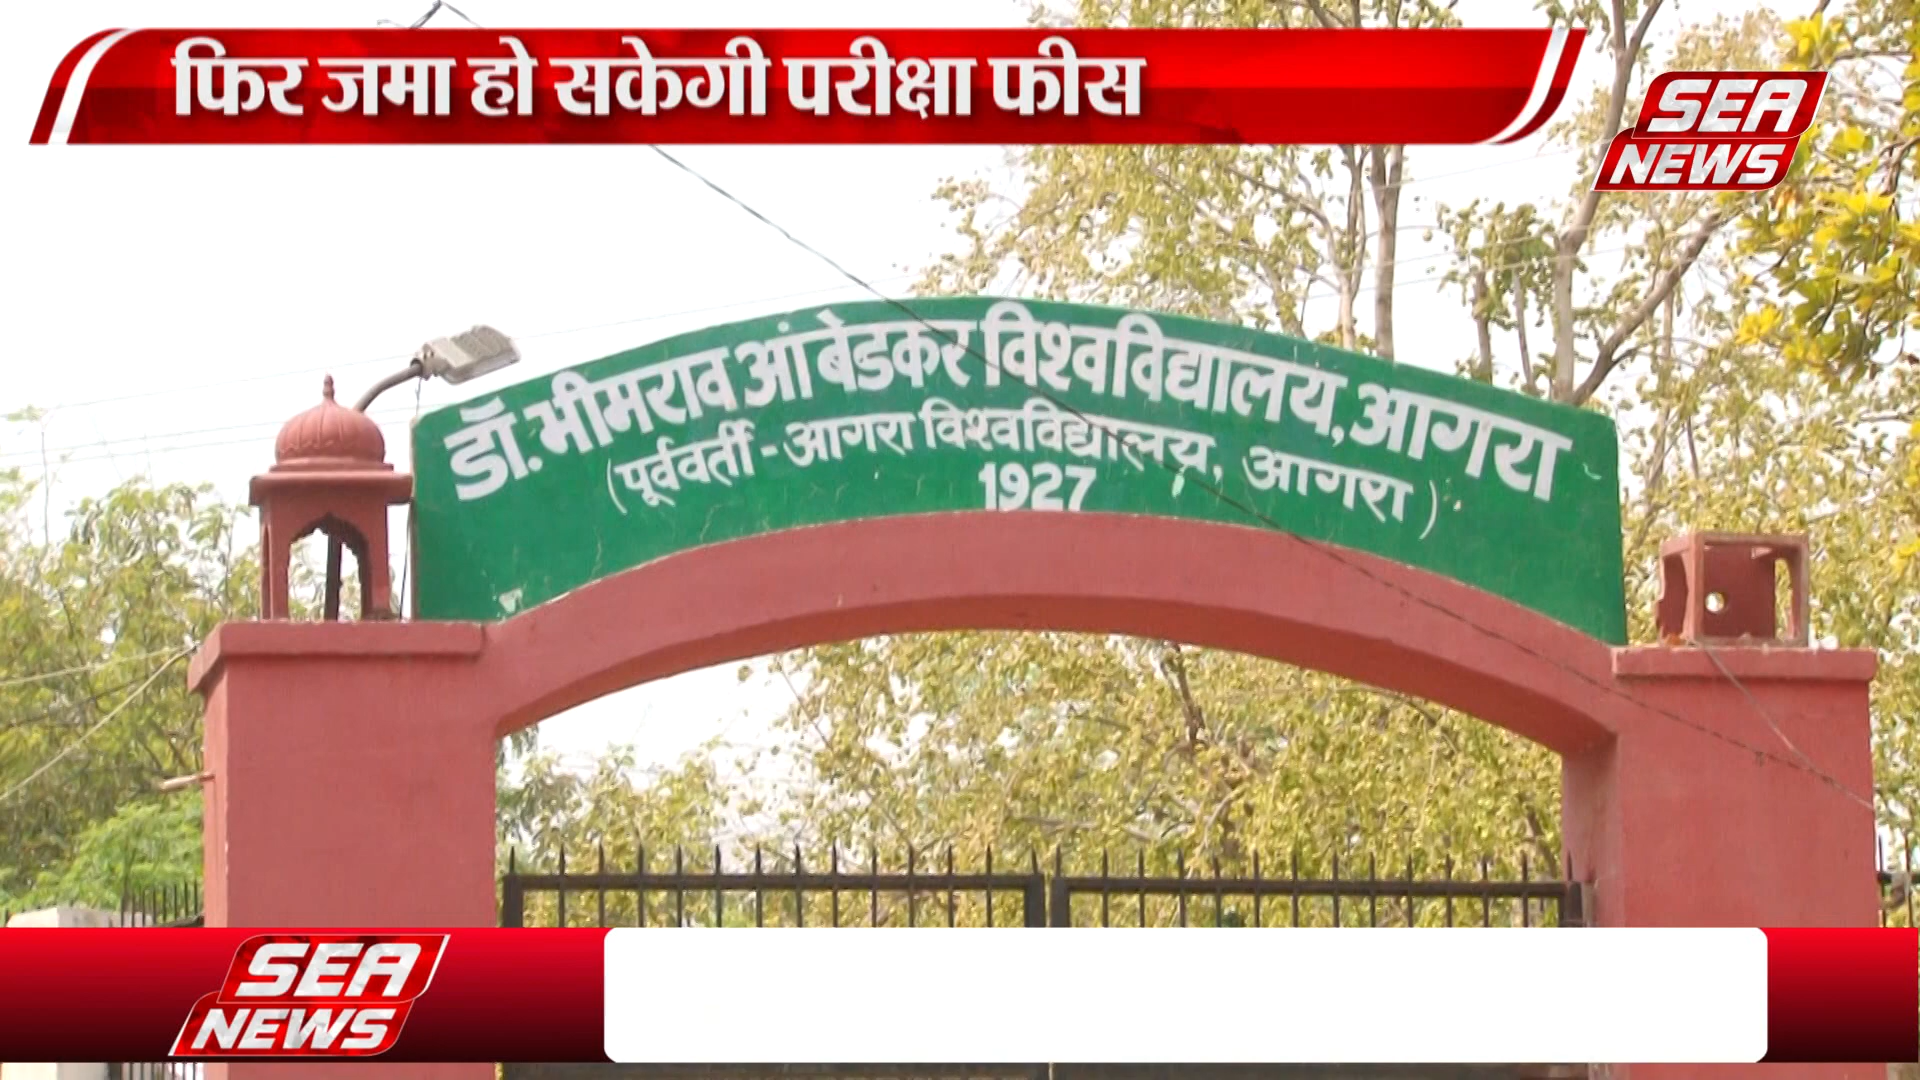 फिर जमा हो सकेगी परीक्षा फीस
SEA
NEWS
डॉ. भीमराव आंबेडकर विश्वविद्यालय, आगरा
(पूर्ववर्ती - आगरा विश्वविद्यालय, आगरा)
1927
SEA
NEWS